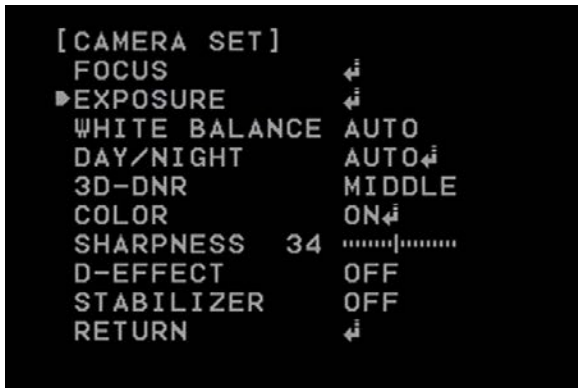 [CAMERA SET]
FOCUS ↲
EXPOSURE ↲
WHITE BALANCE AUTO
DAY/NIGHT AUTO↲
3D-DNR MIDDLE
COLOR ON↲
SHARPNESS 34
D-EFFECT OFF
STABILIZER OFF
RETURN ↲